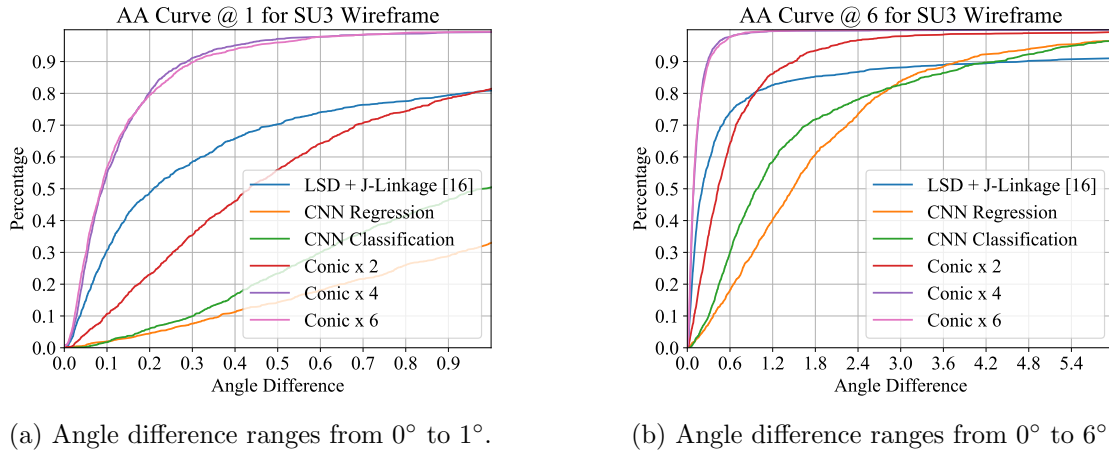 AA Curve @ 1 for SU3 Wireframe
Percentage
0.9
0.8
0.7
0.6
0.5
0.4
0.3
0.2
0.1
0.0
LSD + J-Linkage [16]
CNN Regression
CNN Classification
Conic x 2
Conic x 4
Conic x 6
0.0 0.1 0.2 0.3 0.4 0.5 0.6 0.7 0.8 0.9
Angle Difference
(a) Angle difference ranges from 0° to 1°.
AA Curve @ 6 for SU3 Wireframe
Percentage
0.9
0.8
0.7
0.6
0.5
0.4
0.3
0.2
0.1
0.0
LSD + J-Linkage [16]
CNN Regression
CNN Classification
Conic x 2
Conic x 4
Conic x 6
0.0 0.6 1.2 1.8 2.4 3.0 3.6 4.2 4.8 5.4
Angle Difference
(b) Angle difference ranges from 0° to 6°